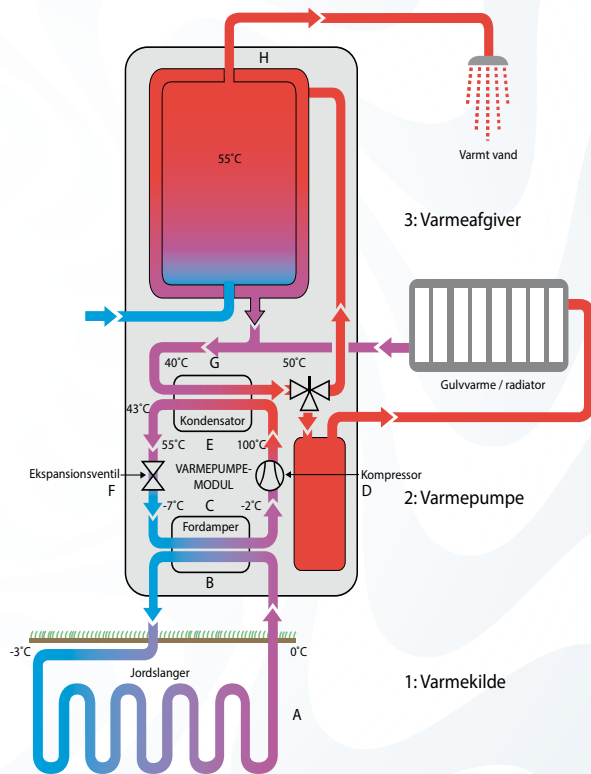 H
55˚C
Varmt vand
3: Varmeafgiver
40˚C
G
50˚C
Gulvvarme / radiator
43˚C
Kondensator
55˚C
E
100˚C
Ekspansionsventil
F
VARMEPUMPE-
MODUL
Kompressor
D
2: Varmepumpe
-7˚C
C
-2˚C
Fordamper
B
-3˚C
0˚C
Jordslanger
1: Varmekilde
A